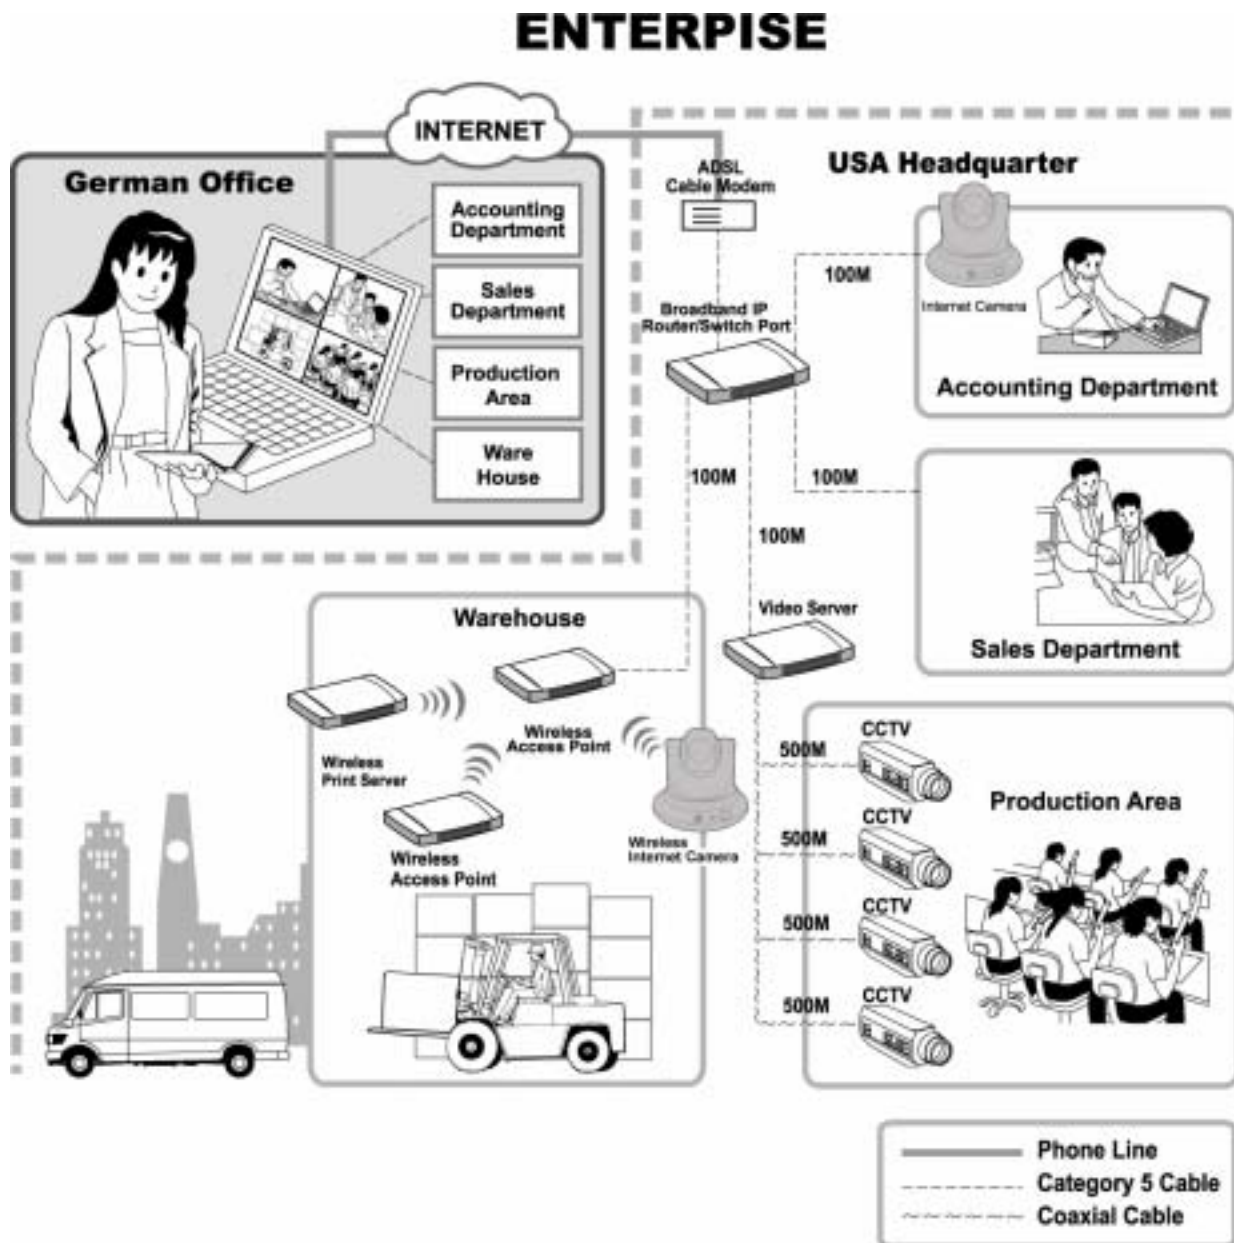 ENTERPISE
INTERNET
German Office
Accounting
Department
Sales
Department
Production
Area
Ware
House
ADSL
Cable Modem
USA Headquarter
100M
Internet Camera
Accounting Department
Broadband IP
Router/Switch Port
100M
100M
100M
Sales Department
Video Server
Warehouse
Wireless
Access Point
Wireless
Print Server
Wireless
Access Point
Wireless
Internet Camera
CCTV
500M
Production Area
CCTV
500M
CCTV
500M
CCTV
500M
Phone Line
Category 5 Cable
Coaxial Cable